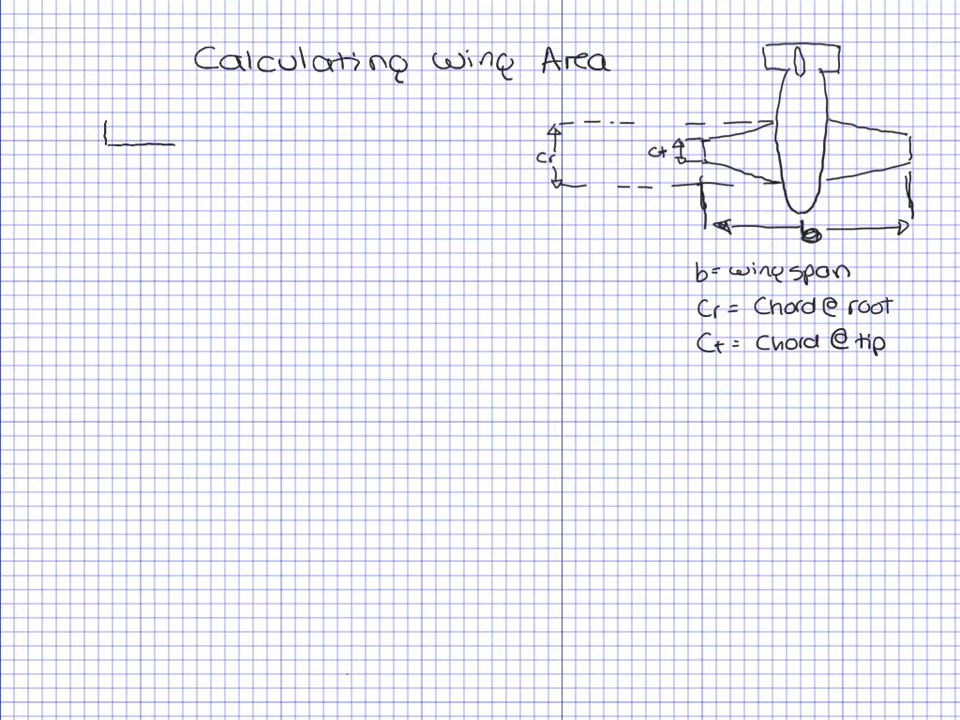 Calculating Wing Area
Cr
Ct
b
b = wing span
Cr = Chord @ root
Ct = Chord @ tip